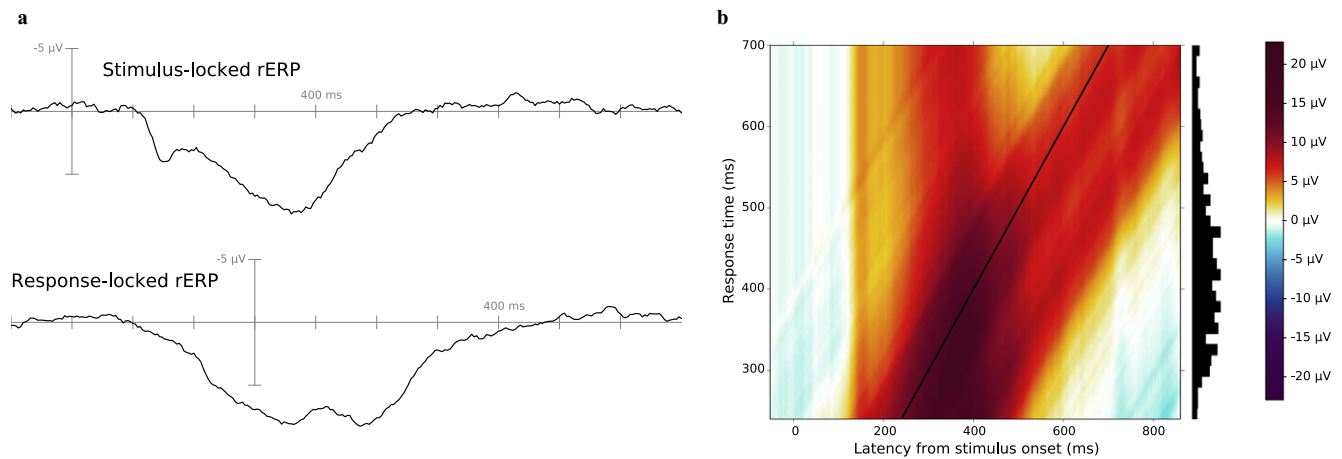 a
-5 µV
Stimulus-locked rERP
400 ms
-5 µV
Response-locked rERP
400 ms
b
700
600
500
400
300
Response time (ms)
0
200
400
600
800
Latency from stimulus onset (ms)
20 µV
15 µV
10 µV
5 µV
0 µV
-5 µV
-10 µV
-15 µV
-20 µV